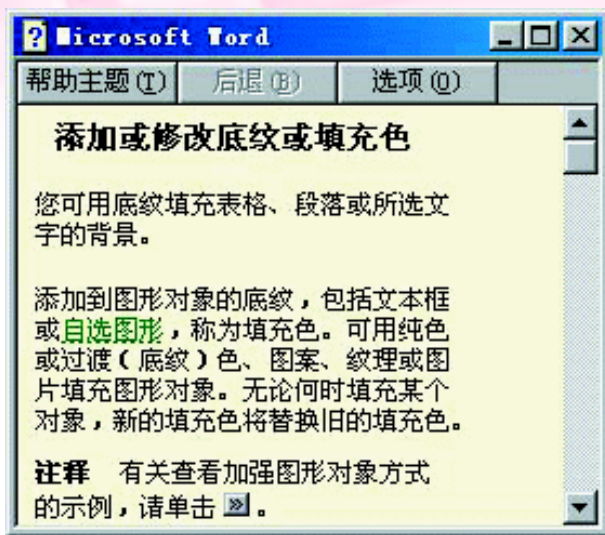 Microsoft Word
帮助主题(T) 后退(B) 选项(O)
添加或修改底纹或填充色
您可用底纹填充表格、段落或所选文
字的背景。
添加到图形对象的底纹，包括文本框
或自选图形，称为填充色。可用纯色
或过渡(底纹)色、图案、纹理或图
片填充图形对象。无论何时填充某个
对象，新的填充色将替换旧的填充色。
注释 有关查看加强图形对象方式
的示例，请单击 » 。